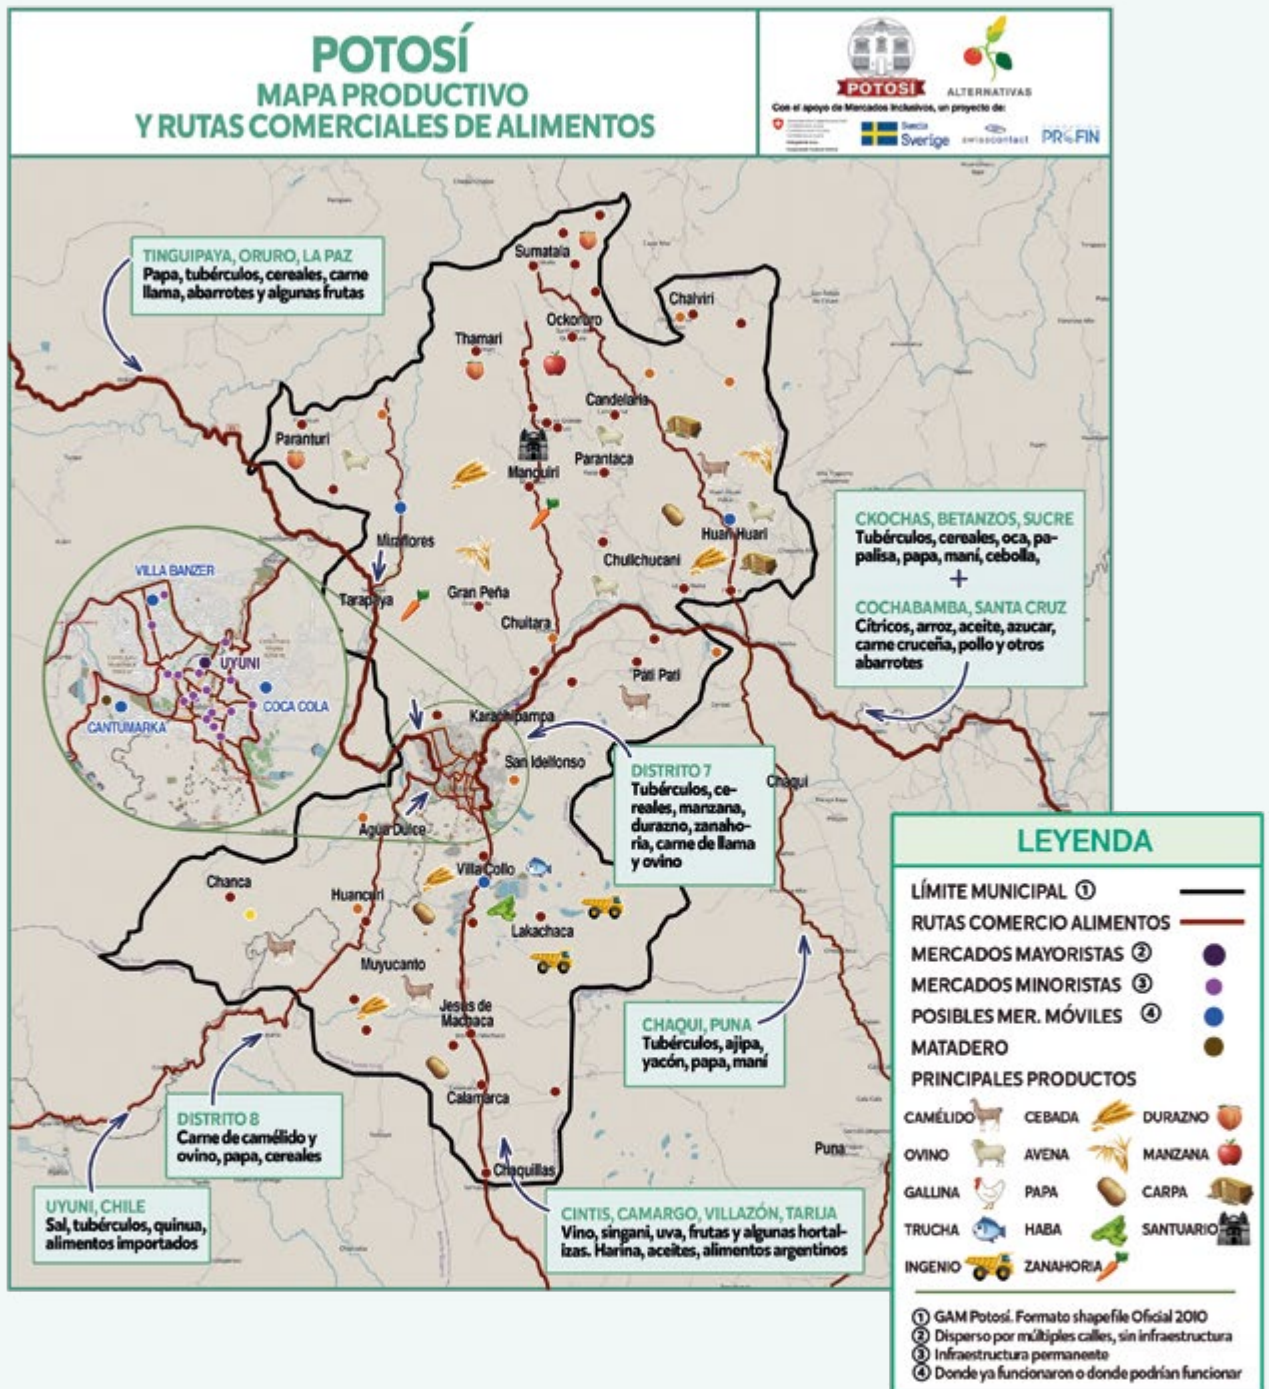 POTOSÍ
MAPA PRODUCTIVO
Y RUTAS COMERCIALES DE ALIMENTOS
POTOSÍ
ALTERNATIVAS
Con el apoyo de Mercados Inclusivos, un proyecto de:
Suecia
Sverige
swisscontact
PROFIN
TINGUIPAYA, ORURO, LA PAZ
Papa, tubérculos, cereales, carne
llama, abarrotes y algunas frutas
Sumatala
Chalviri
Ockoruro
Thamari
Candelaria
Paranturi
Parantaca
Manquiri
Huari Huari
Miraflores
Chullchucani
Tarapaya
Gran Peña
Chuitara
Pati Pati
Karachipampa
San Idelfonso
CKOCHAS, BETANZOS, SUCRE
Tubérculos, cereales, oca, pa-
palisa, papa, maní, cebolla,
+
COCHABAMBA, SANTA CRUZ
Cítricos, arroz, aceite, azucar,
carne cruceña, pollo y otros
abarrotes
VILLA BANZER
UYUNI
COCA COLA
CANTUMARKA
DISTRITO 7
Tubérculos, ce-
reales, manzana,
durazno, zanaho-
ria, carne de llama
y ovino
Chaqui
Agua Dulce
Villa Collo
Chanca
Huancuri
Lakachaca
Muyucanto
Jesús de
Machaca
Calamarca
Chaquillas
Puna
CHAQUI, PUNA
Tubérculos, ajipa,
yacón, papa, maní
DISTRITO 8
Carne de camélido y
ovino, papa, cereales
UYUNI, CHILE
Sal, tubérculos, quinua,
alimentos importados
CINTIS, CAMARGO, VILLAZÓN, TARIJA
Vino, singani, uva, frutas y algunas hortal-
izas. Harina, aceites, alimentos argentinos
LEYENDA
LÍMITE MUNICIPAL ①
RUTAS COMERCIO ALIMENTOS
MERCADOS MAYORISTAS ②
MERCADOS MINORISTAS ③
POSIBLES MER. MÓVILES ④
MATADERO
PRINCIPALES PRODUCTOS
CAMÉLIDO CEBADA DURAZNO
OVINO AVENA MANZANA
GALLINA PAPA CARPA
TRUCHA HABA SANTUARIO
INGENIO ZANAHORIA
① GAM Potosí. Formato shapefile Oficial 2010
② Disperso por múltiples calles, sin infraestructura
③ Infraestructura permanente
④ Donde ya funcionaron o donde podrían funcionar